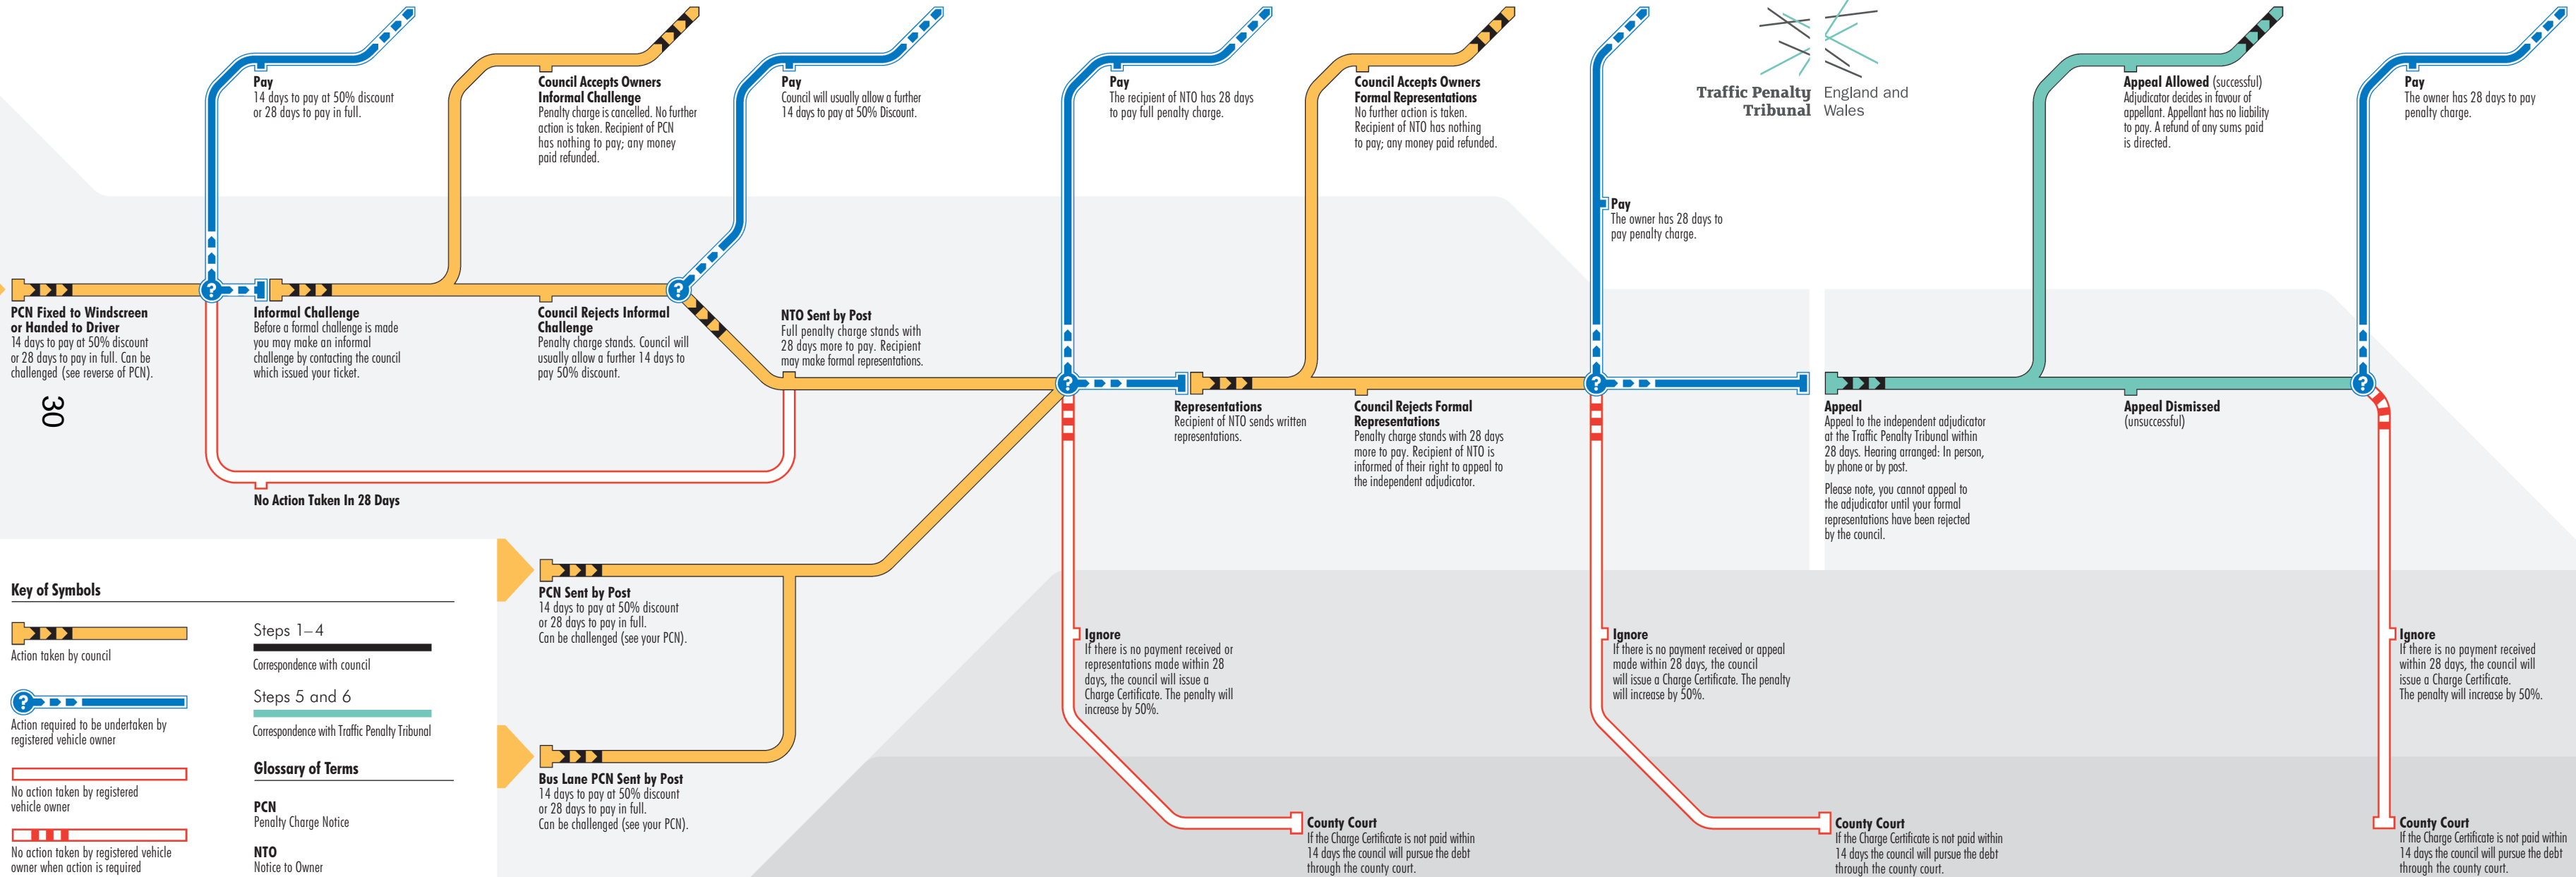 Pay
14 days to pay at 50% discount
or 28 days to pay in full.
Council Accepts Owners
Informal Challenge
Penalty charge is cancelled. No further
action is taken. Recipient of PCN
has nothing to pay; any money
paid refunded.
Pay
Council will usually allow a further
14 days to pay at 50% Discount.
Pay
The recipient of NTO has 28 days
to pay full penalty charge.
Council Accepts Owners
Formal Representations
No further action is taken.
Recipient of NTO has nothing
to pay; any money paid refunded.
Pay
The owner has 28 days to
pay penalty charge.
Traffic Penalty
Tribunal
England and
Wales
Appeal Allowed (successful)
Adjudicator decides in favour of
appellant. Appellant has no liability
to pay. A refund of any sums paid
is directed.
Pay
The owner has 28 days to pay
penalty charge.
?
?
PCN Fixed to Windscreen
or Handed to Driver
14 days to pay at 50% discount
or 28 days to pay in full. Can be
challenged (see reverse of PCN).
30
Informal Challenge
Before a formal challenge is made
you may make an informal
challenge by contacting the council
which issued your ticket.
Council Rejects Informal
Challenge
Penalty charge stands. Council will
usually allow a further 14 days to
pay 50% discount.
NTO Sent by Post
Full penalty charge stands with
28 days more to pay. Recipient
may make formal representations.
?
?
?
Representations
Recipient of NTO sends written
representations.
Council Rejects Formal
Representations
Penalty charge stands with 28 days
more to pay. Recipient of NTO is
informed of their right to appeal to
the independent adjudicator.
Appeal
Appeal to the independent adjudicator
at the Traffic Penalty Tribunal within
28 days. Hearing arranged: In person,
by phone or by post.
Please note, you cannot appeal to
the adjudicator until your formal
representations have been rejected
by the council.
Appeal Dismissed
(unsuccessful)
No Action Taken In 28 Days
PCN Sent by Post
14 days to pay at 50% discount
or 28 days to pay in full.
Can be challenged (see your PCN).
Bus Lane PCN Sent by Post
14 days to pay at 50% discount
or 28 days to pay in full.
Can be challenged (see your PCN).
Ignore
If there is no payment received or
representations made within 28
days, the council will issue a
Charge Certificate. The penalty will
increase by 50%.
Ignore
If there is no payment received or appeal
made within 28 days, the council
will issue a Charge Certificate. The penalty
will increase by 50%.
Ignore
If there is no payment received
within 28 days, the council will
issue a Charge Certificate.
The penalty will increase by 50%.
County Court
If the Charge Certificate is not paid within
14 days the council will pursue the debt
through the county court.
County Court
If the Charge Certificate is not paid within
14 days the council will pursue the debt
through the county court.
County Court
If the Charge Certificate is not paid within
14 days the council will pursue the debt
through the county court.
Key of Symbols
Action taken by council
?
Action required to be undertaken by
registered vehicle owner
No action taken by registered
vehicle owner
No action taken by registered vehicle
owner when action is required
Steps 1–4
Correspondence with council
Steps 5 and 6
Correspondence with Traffic Penalty Tribunal
Glossary of Terms
PCN
Penalty Charge Notice
NTO
Notice to Owner